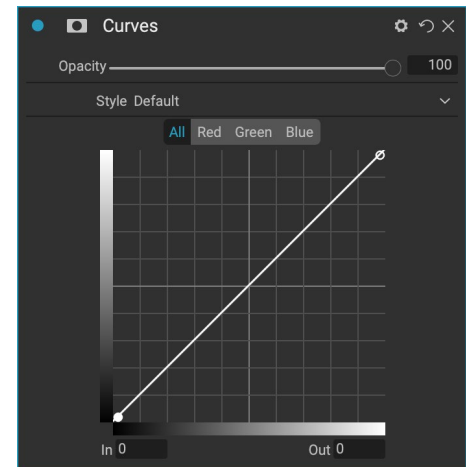 Curves
Opacity 100
Style Default
All Red Green Blue
In 0 Out 0